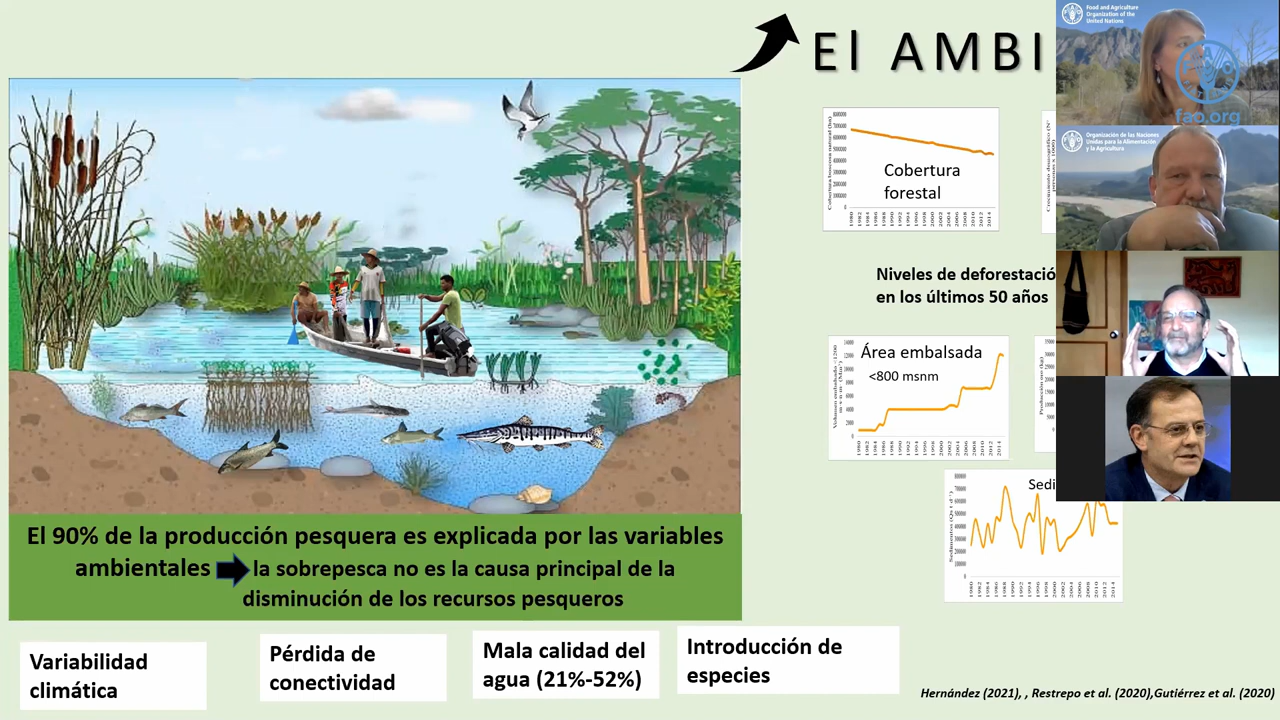 El AMBI
Food and Agriculture
Organization of the
United Nations
fao.org
Organización de las Naciones
Unidas para la Alimentación
y la Agricultura
Cobertura
forestal
Niveles de deforestació
en los últimos 50 años
Área embalsada
<800 msnm
Sedi
El 90% de la producción pesquera es explicada por las variables
ambientales la sobrepesca no es la causa principal de la
disminución de los recursos pesqueros
Variabilidad
climática
Pérdida de
conectividad
Mala calidad del
agua (21%-52%)
Introducción de
especies
Hernández (2021), , Restrepo et al. (2020),Gutiérrez et al. (2020)